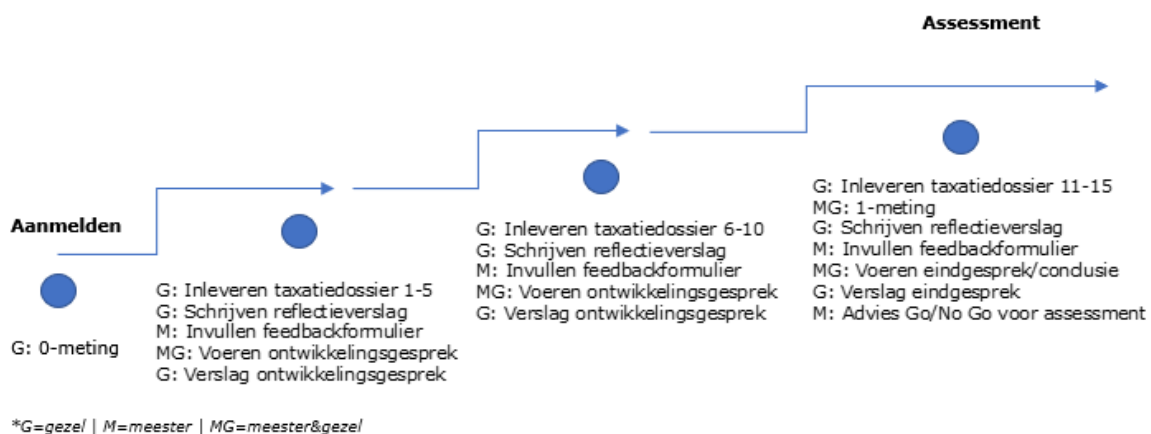 Assessment
Aanmelden
G: 0-meting
G: Inleveren taxatiedossier 1-5
G: Schrijven reflectieverslag
M: Invullen feedbackformulier
MG: Voeren ontwikkelingsgesprek
G: Verslag ontwikkelingsgesprek
G: Inleveren taxatiedossier 6-10
G: Schrijven reflectieverslag
M: Invullen feedbackformulier
MG: Voeren ontwikkelingsgesprek
G: Verslag ontwikkelingsgesprek
G: Inleveren taxatiedossier 11-15
MG: 1-meting
G: Schrijven reflectieverslag
M: Invullen feedbackformulier
MG: Voeren eindgesprek/conclusie
G: Verslag eindgesprek
M: Advies Go/No Go voor assessment
*G=gezel | M=meester | MG=meester&gezel